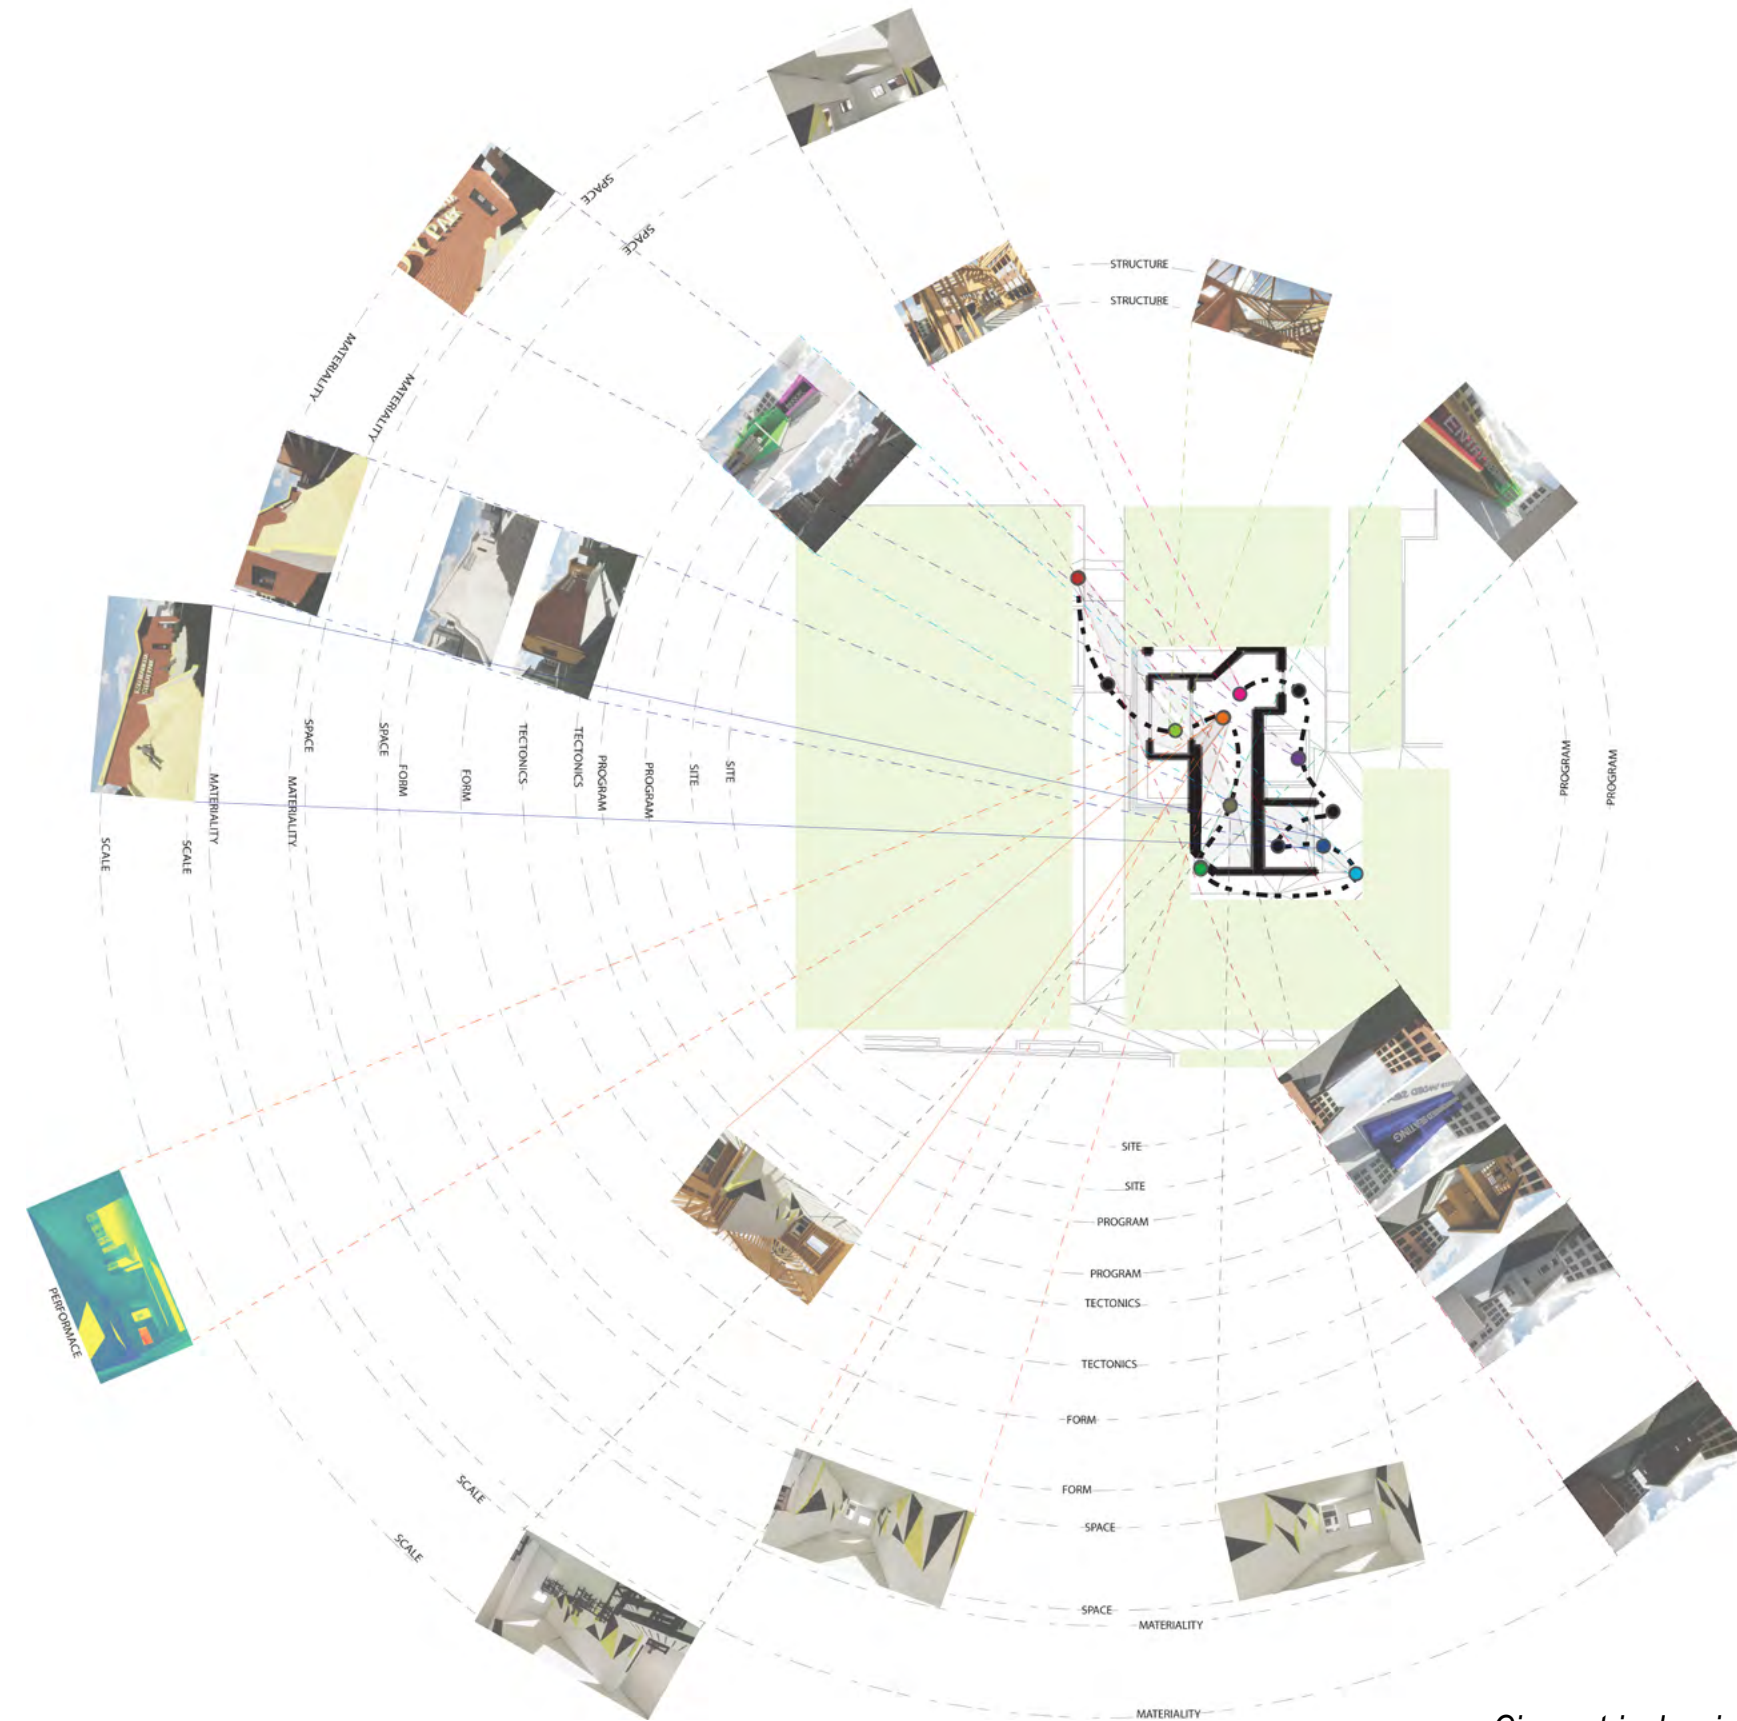 SPACE
SPACE
STRUCTURE
STRUCTURE
MATERIALITY
MATERIALITY
SPACE
SPACE
FORM
FORM
TECTONICS
TECTONICS
PROGRAM
PROGRAM
SITE
SITE
PROGRAM
PROGRAM
MATERIALITY
MATERIALITY
SCALE
SCALE
SITE
SITE
PROGRAM
PROGRAM
TECTONICS
TECTONICS
FORM
FORM
SPACE
SPACE
MATERIALITY
MATERIALITY
PERFORMACE
SCALE
SCALE